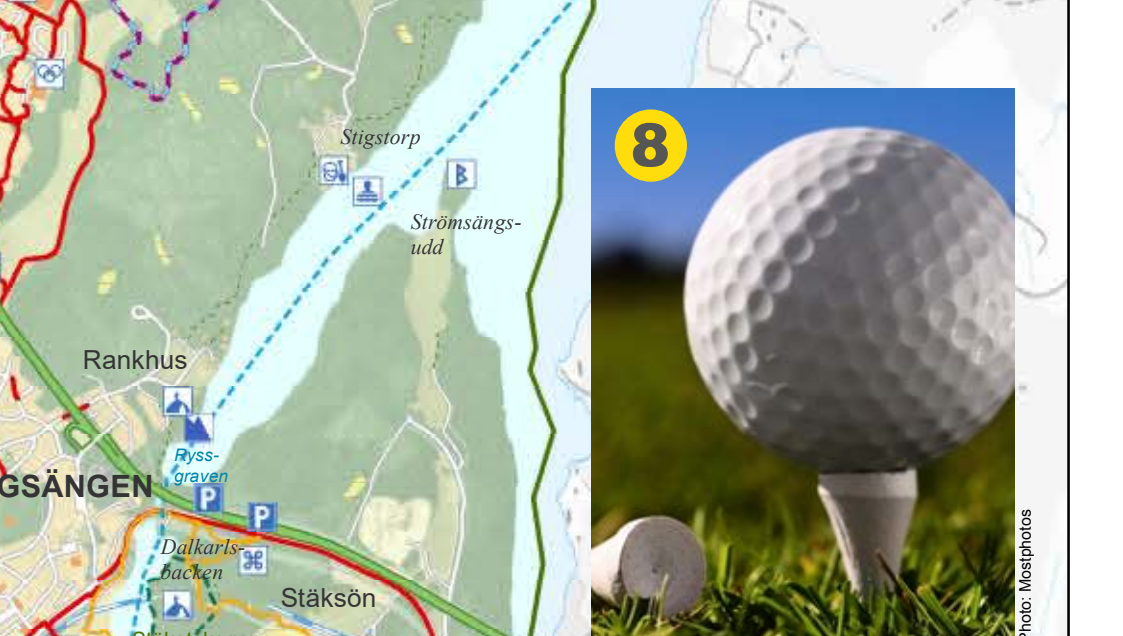 8
Stigstorp
Strömsängs-
udd
Rankhus
Ryss-
graven
GSÄNGEN
P
P
Dalkarls-
backen
Stäksön
Photo: Mostphotos